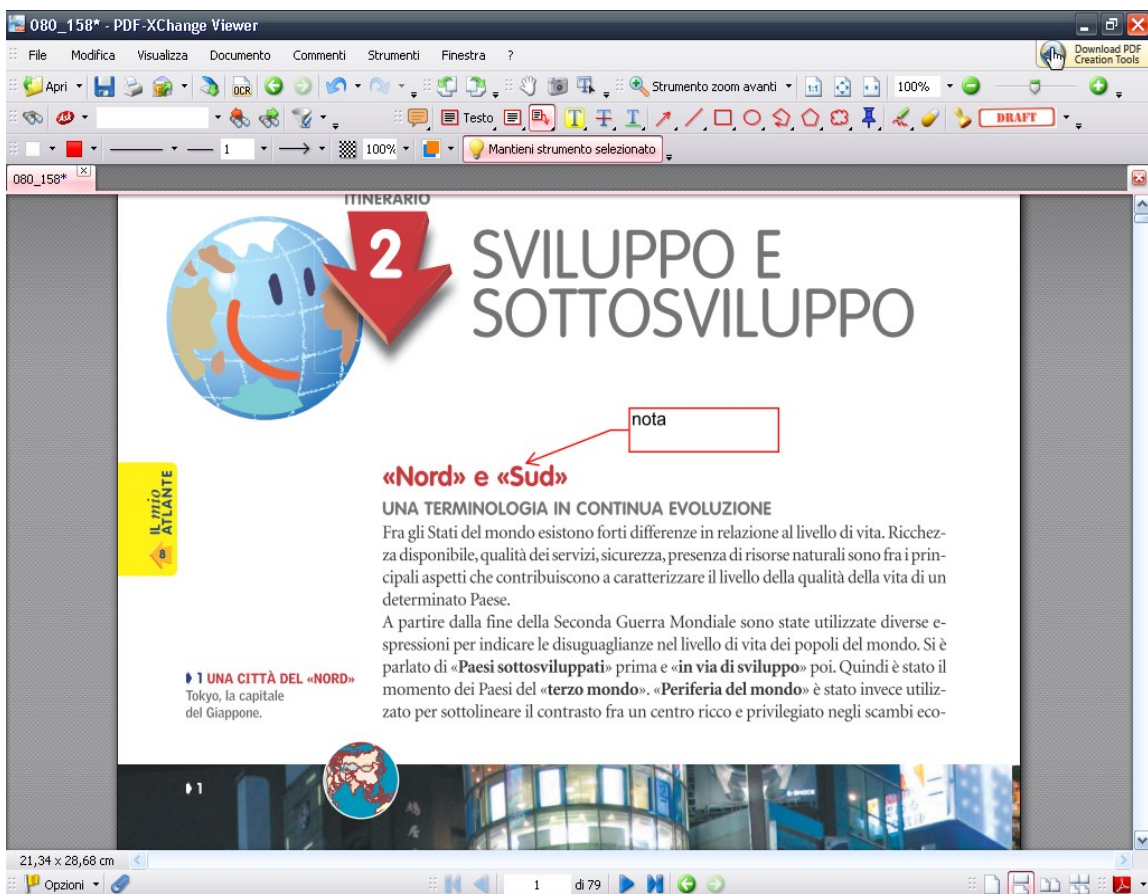 080_158* - PDF-XChange Viewer
File Modifica Visualizza Documento Commenti Strumenti Finestra ?
Download PDF
Creation Tools
Apri OCR Strumento zoom avanti 1:1 100%
Testo T T T DRAFT
1 100% Mantieni strumento selezionato
080_158*
ITINERARIO
2
SVILUPPO E
SOTTOSVILUPPO
nota
IL mio
ATLANTE
8
«Nord» e «Sud»
UNA TERMINOLOGIA IN CONTINUA EVOLUZIONE
Fra gli Stati del mondo esistono forti differenze in relazione al livello di vita. Ricchez-
za disponibile, qualità dei servizi, sicurezza, presenza di risorse naturali sono fra i prin-
cipali aspetti che contribuiscono a caratterizzare il livello della qualità della vita di un
determinato Paese.
A partire dalla fine della Seconda Guerra Mondiale sono state utilizzate diverse e-
spressioni per indicare le disuguaglianze nel livello di vita dei popoli del mondo. Si è
parlato di «Paesi sottosviluppati» prima e «in via di sviluppo» poi. Quindi è stato il
momento dei Paesi del «terzo mondo». «Periferia del mondo» è stato invece utiliz-
zato per sottolineare il contrasto fra un centro ricco e privilegiato negli scambi eco-
1 UNA CITTÀ DEL «NORD»
Tokyo, la capitale
del Giappone.
1
21,34 x 28,68 cm
Opzioni 1 di 79